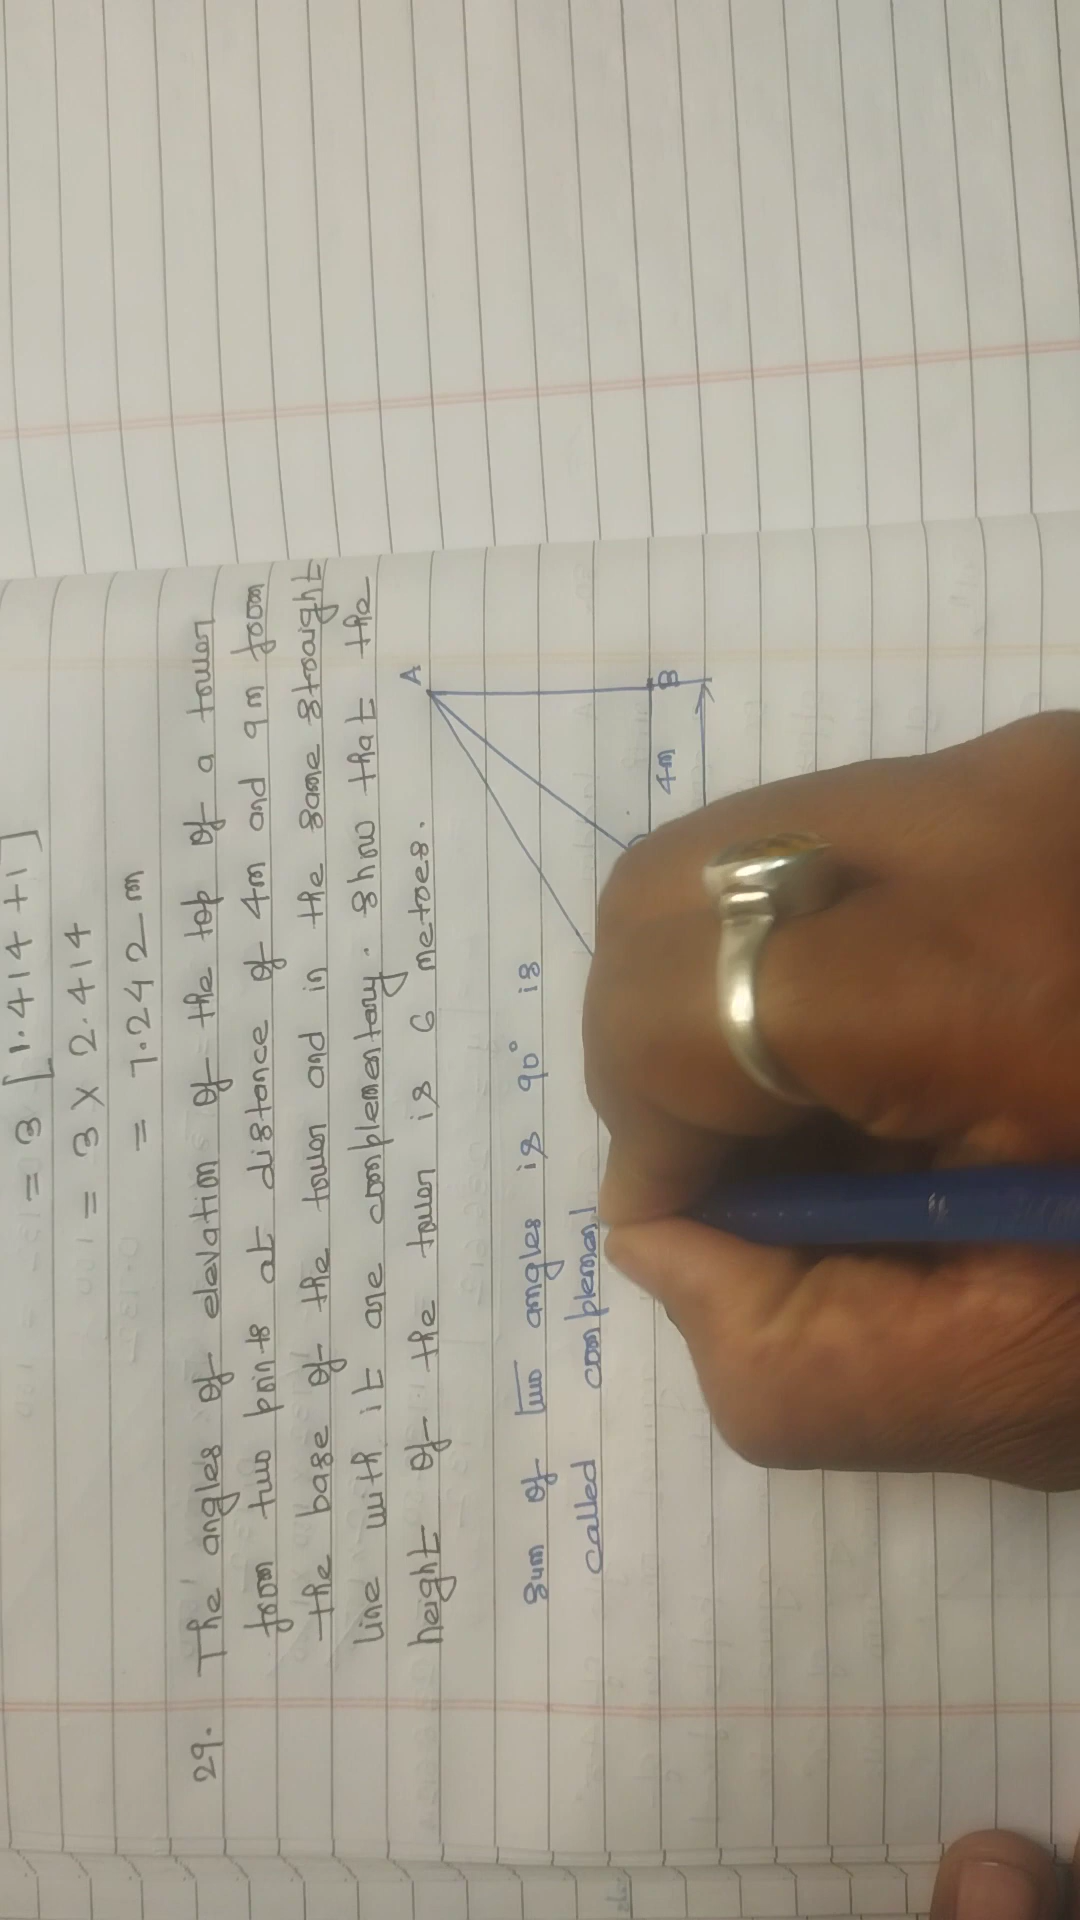 = 3 [1.414 + 1]
= 3 X 2.414
= 7.242 m
29. The angles of elevation of the top of a tower
from two points at distance of 4m and 9m from
the base of the tower and in the same straight
line with it are complementary. show that the
height of the tower is 6 metres.
A
sum of two angles is 90° is
called complemen
B
4m